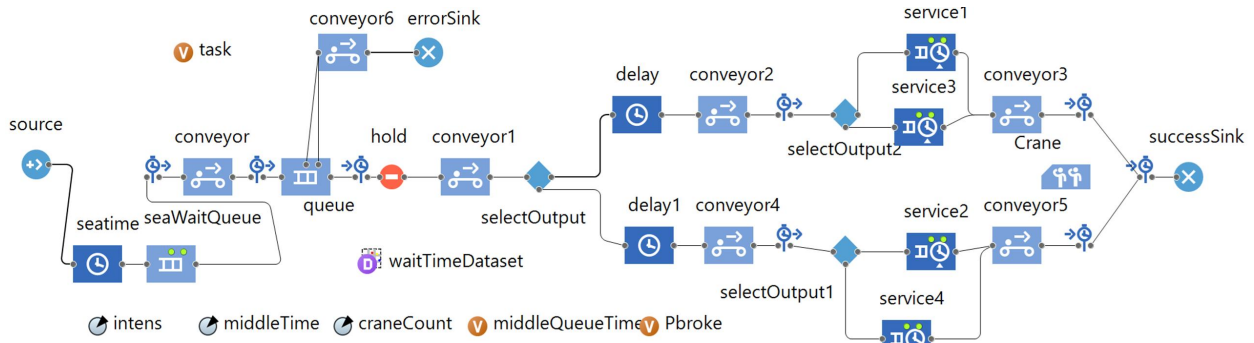 conveyor6
errorSink
task
service1
delay
conveyor2
service3
conveyor3
source
conveyor
hold
conveyor1
selectOutput2
Crane
successSink
seaWaitQueue
queue
selectOutput
seatime
delay1
conveyor4
service2
conveyor5
waitTimeDataset
selectOutput1
service4
intens
middleTime
craneCount
middleQueueTime
Pbroke
V
D
V
V